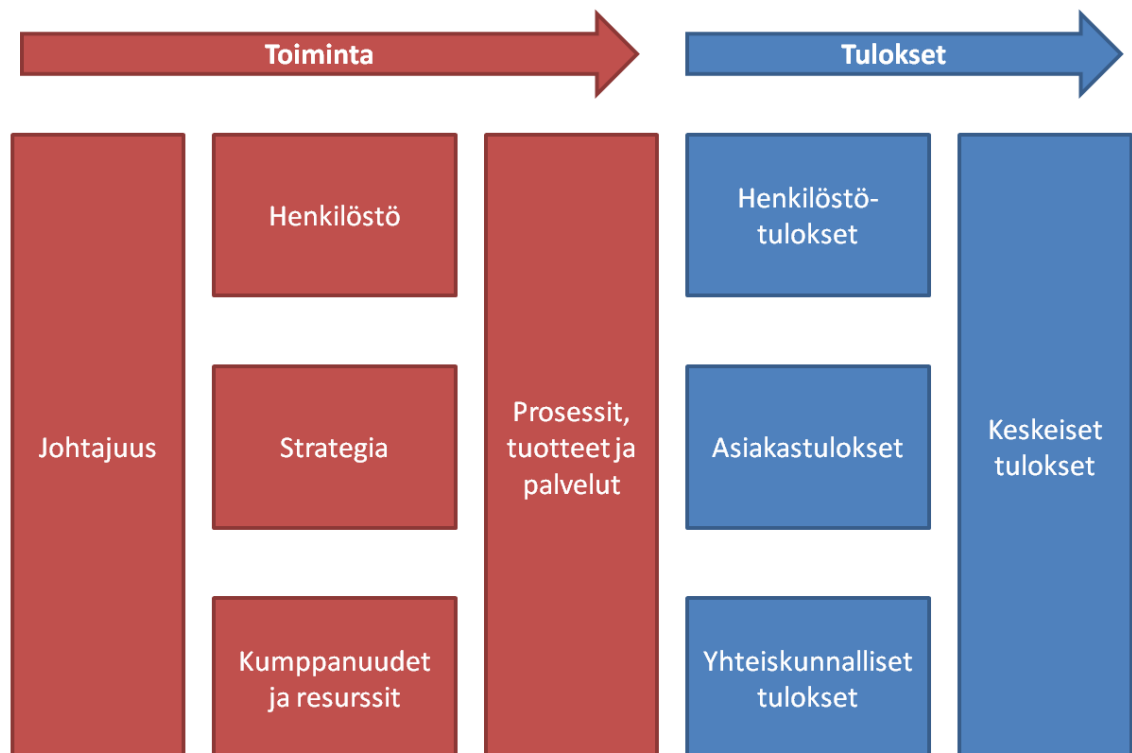 Toiminta
Tulokset
Johtajuus
Henkilöstö
Strategia
Kumppanuudet
ja resurssit
Prosessit,
tuotteet ja
palvelut
Henkilöstö-
tulokset
Asiakastulokset
Yhteiskunnalliset
tulokset
Keskeiset
tulokset